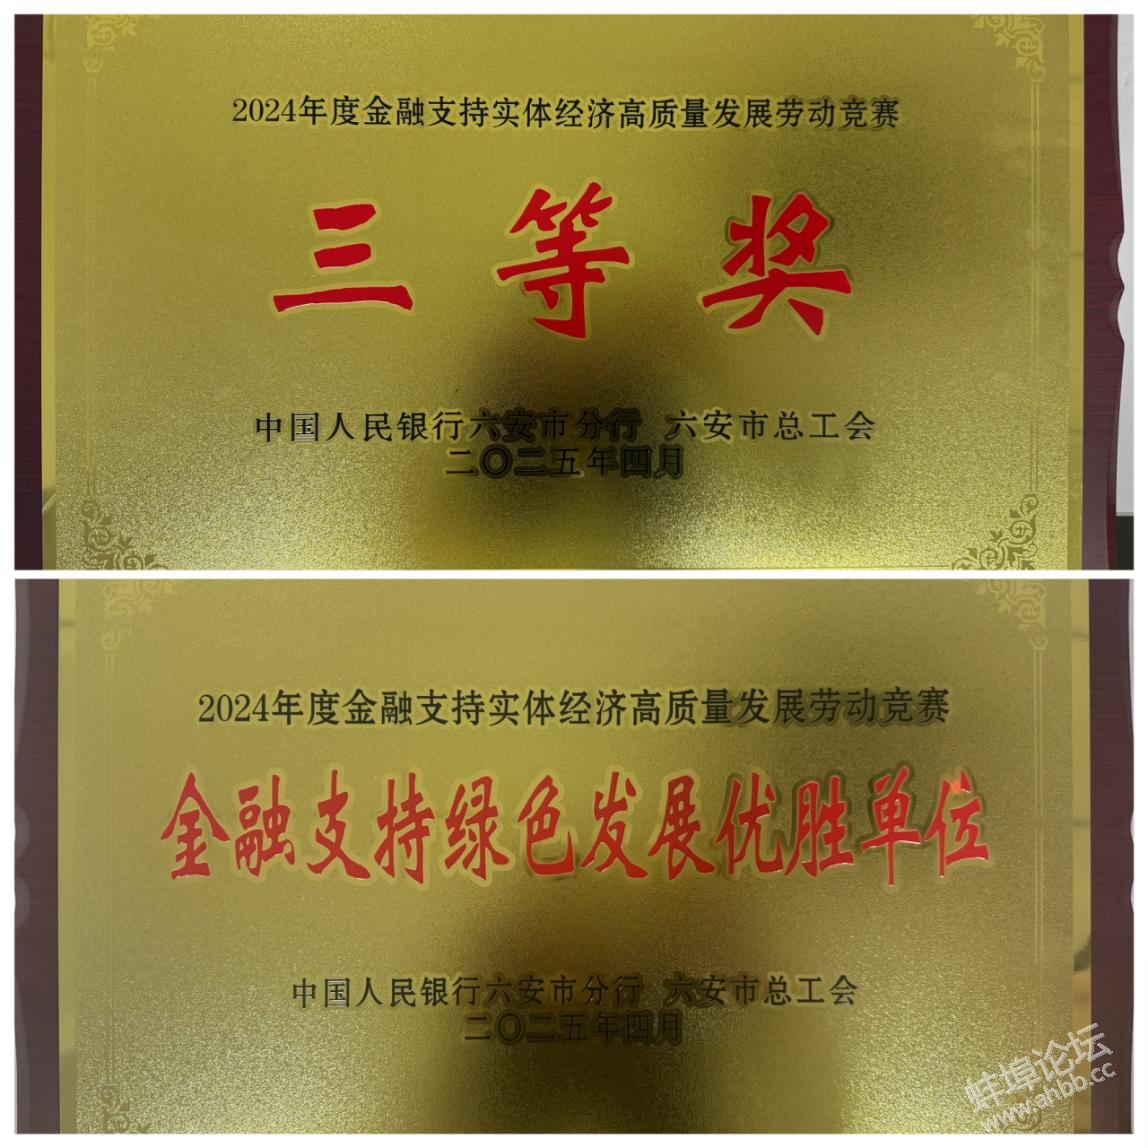 2024年度金融支持实体经济高质量发展劳动竞赛
三等奖
中国人民银行六安市分行 六安市总工会
二〇二五年四月
2024年度金融支持实体经济高质量发展劳动竞赛
金融支持绿色发展优胜单位
中国人民银行六安市分行 六安市总工会
二〇二五年四月
蚌埠论坛
www.ahbb.cc